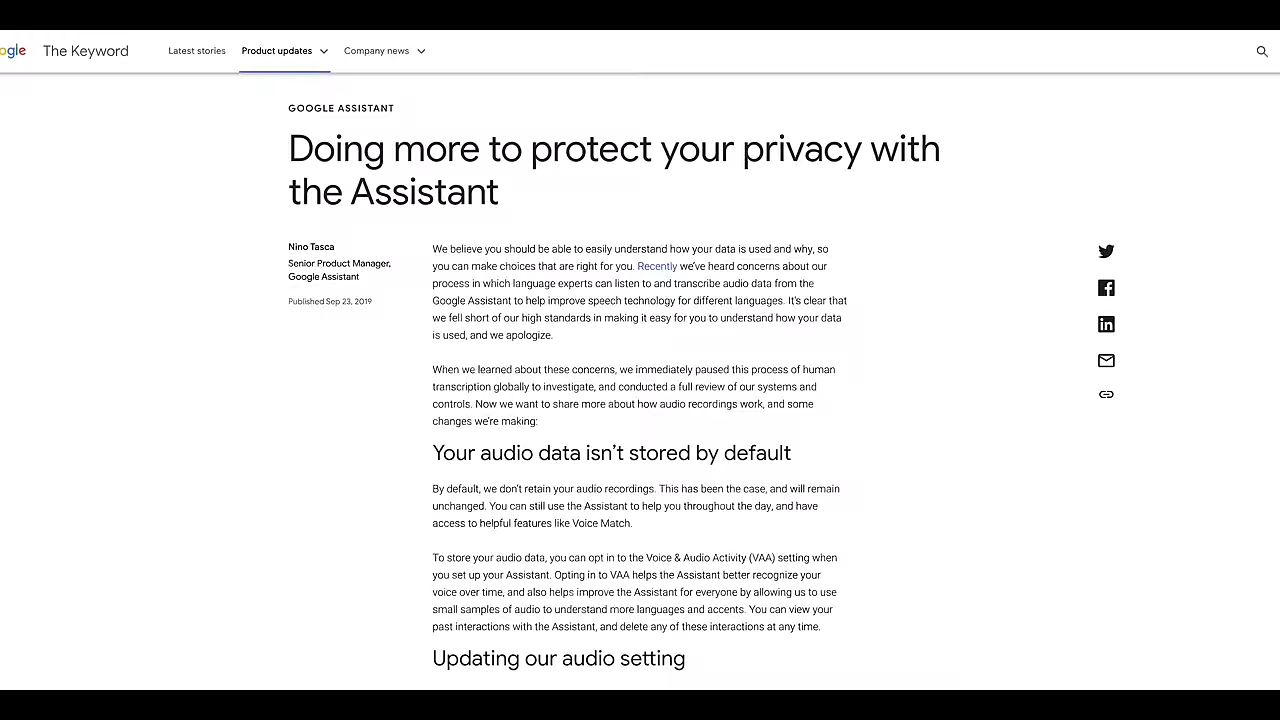 ogle The Keyword Latest stories Product updates Company news
GOOGLE ASSISTANT
Doing more to protect your privacy with
the Assistant
Nino Tasca
Senior Product Manager,
Google Assistant
Published Sep 23, 2019
We believe you should be able to easily understand how your data is used and why, so
you can make choices that are right for you. Recently we've heard concerns about our
process in which language experts can listen to and transcribe audio data from the
Google Assistant to help improve speech technology for different languages. It's clear that
we fell short of our high standards in making it easy for you to understand how your data
is used, and we apologize.
When we learned about these concerns, we immediately paused this process of human
transcription globally to investigate, and conducted a full review of our systems and
controls. Now we want to share more about how audio recordings work, and some
changes we're making:
Your audio data isn't stored by default
By default, we don't retain your audio recordings. This has been the case, and will remain
unchanged. You can still use the Assistant to help you throughout the day, and have
access to helpful features like Voice Match.
To store your audio data, you can opt in to the Voice & Audio Activity (VAA) setting when
you set up your Assistant. Opting in to VAA helps the Assistant better recognize your
voice over time, and also helps improve the Assistant for everyone by allowing us to use
small samples of audio to understand more languages and accents. You can view your
past interactions with the Assistant, and delete any of these interactions at any time.
Updating our audio setting